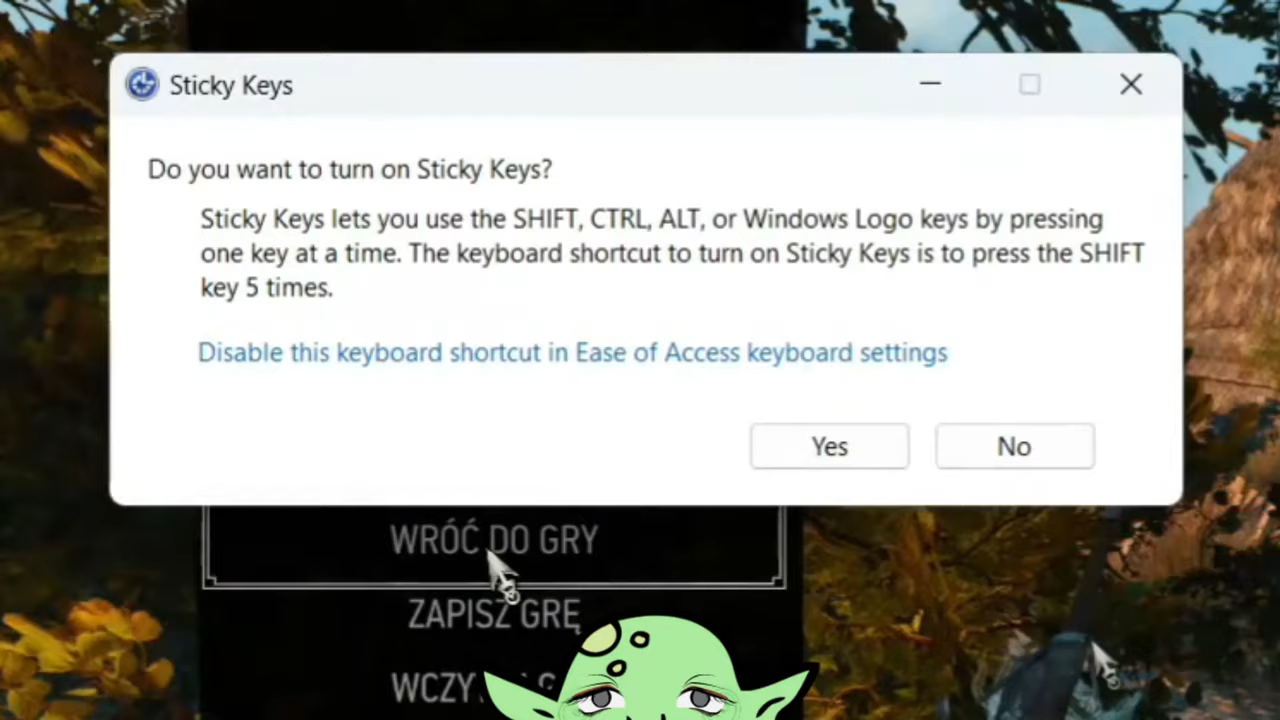 Sticky Keys
Do you want to turn on Sticky Keys?
Sticky Keys lets you use the SHIFT, CTRL, ALT, or Windows Logo keys by pressing
one key at a time. The keyboard shortcut to turn on Sticky Keys is to press the SHIFT
key 5 times.
Disable this keyboard shortcut in Ease of Access keyboard settings
Yes No
WRÓĆ DO GRY
ZAPISZ GRĘ